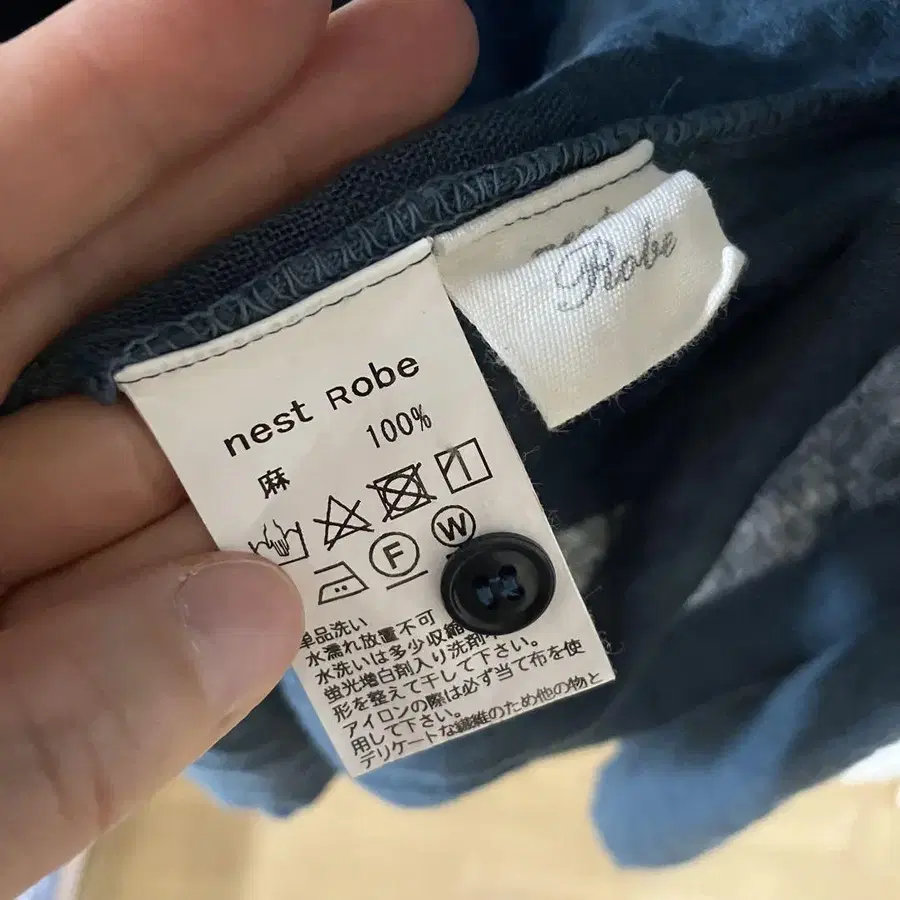 nest Robe
麻 100%
F W
単品洗い
水濡れ放置不可
水洗いは多少収縮
蛍光増白剤入り洗剤
形を整えて干して下さい。
アイロンの際は必ず当て布を使
用して下さい。
デリケートな繊維のため他の物と
nest
Robe